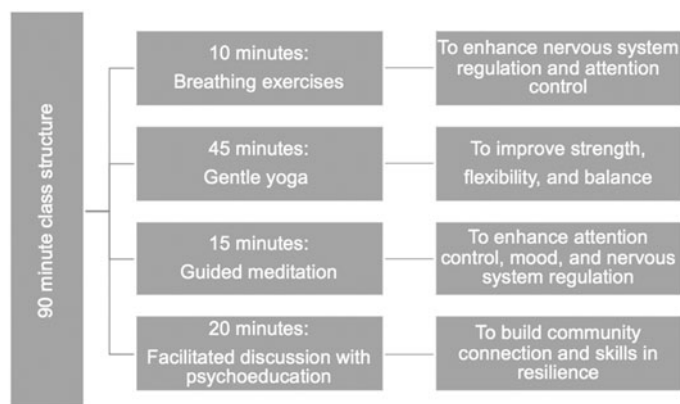 90 minute class structure
10 minutes:
Breathing exercises
To enhance nervous system
regulation and attention
control
45 minutes:
Gentle yoga
To improve strength,
flexibility, and balance
15 minutes:
Guided meditation
To enhance attention
control, mood, and nervous
system regulation
20 minutes:
Facilitated discussion with
psychoeducation
To build community
connection and skills in
resilience